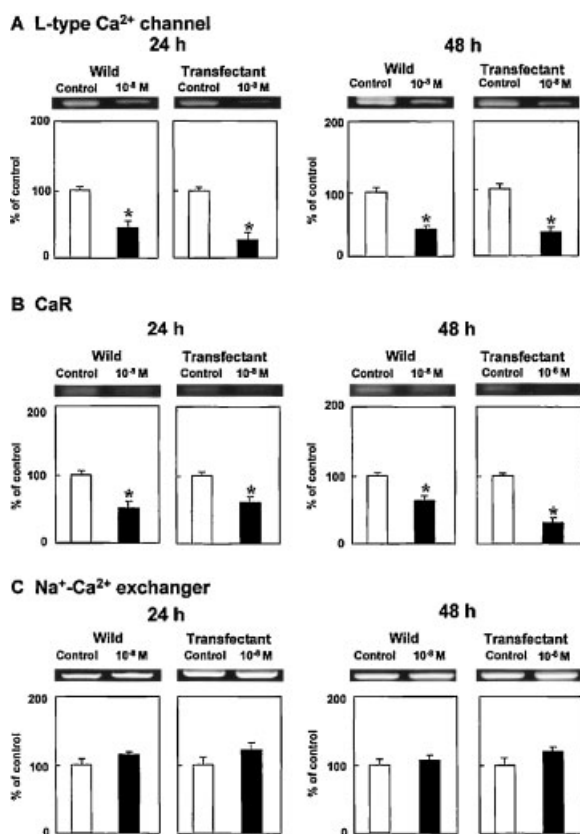 A L-type Ca²⁺ channel
24 h 48 h
Wild Transfectant Wild Transfectant
Control 10⁻⁸ M Control 10⁻⁸ M Control 10⁻⁸ M Control 10⁻⁸ M
% of control
200
100
0
* * * *
% of control
200
100
0
B CaR
24 h 48 h
Wild Transfectant Wild Transfectant
Control 10⁻⁸ M Control 10⁻⁸ M Control 10⁻⁸ M Control 10⁻⁸ M
% of control
200
100
0
* * * *
% of control
200
100
0
C Na⁺-Ca²⁺ exchanger
24 h 48 h
Wild Transfectant Wild Transfectant
Control 10⁻⁸ M Control 10⁻⁸ M Control 10⁻⁸ M Control 10⁻⁸ M
% of control
200
100
0
% of control
200
100
0